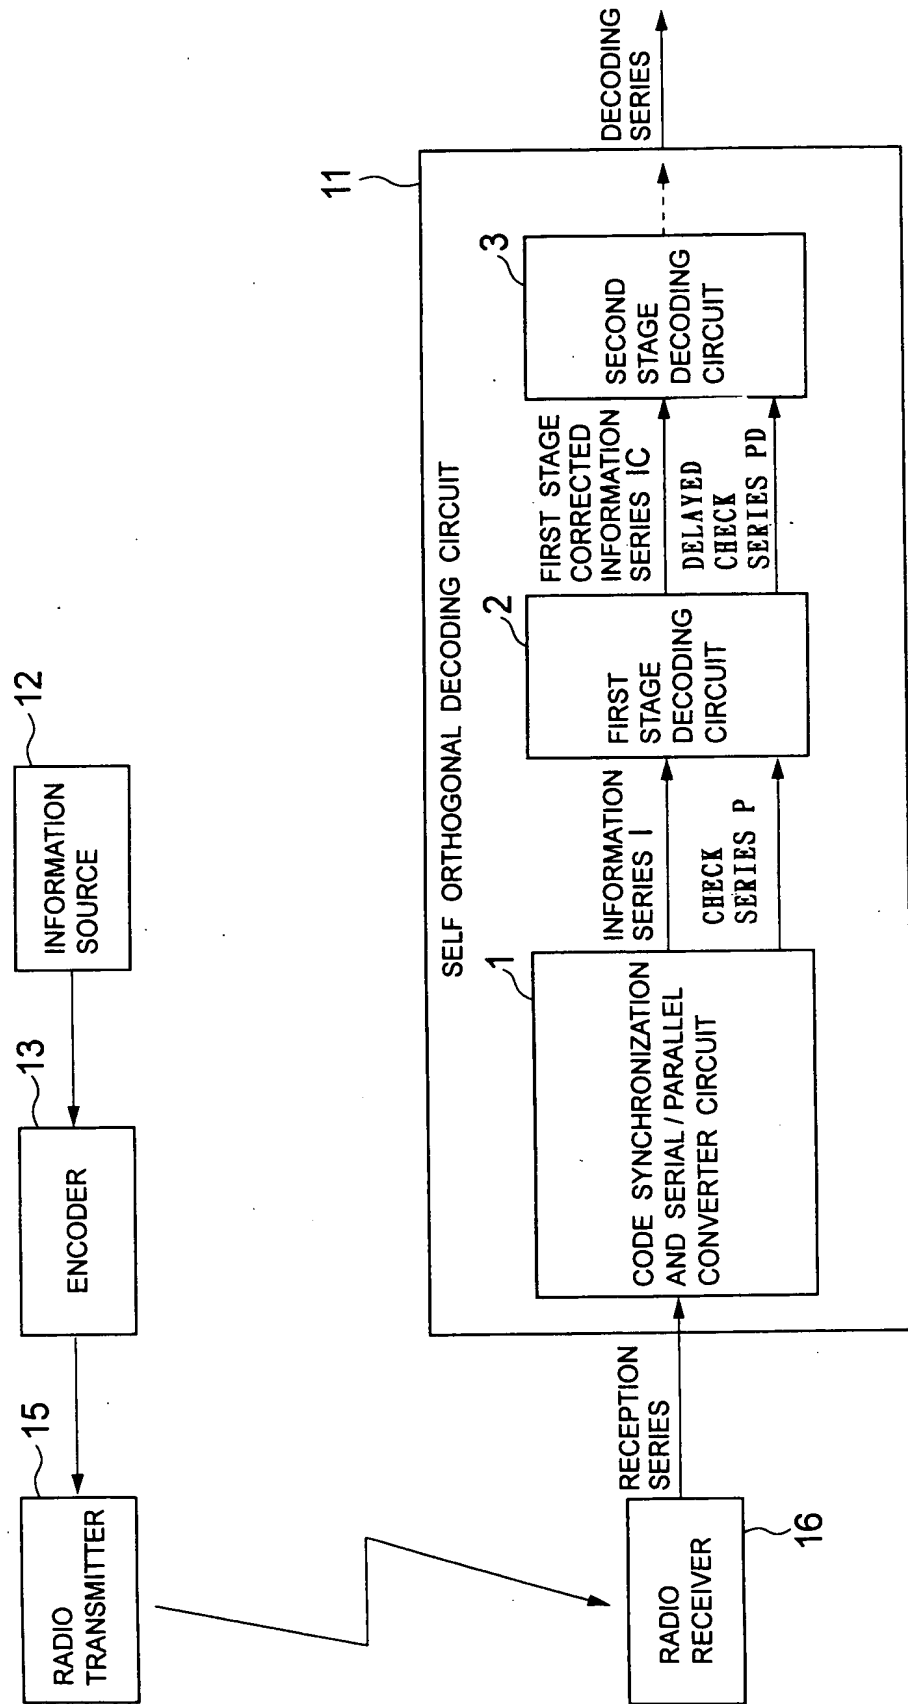 12
INFORMATION
SOURCE
13
ENCODER
15
RADIO
TRANSMITTER
16
RADIO
RECEIVER
RECEPTION
SERIES
11
SELF ORTHOGONAL DECODING CIRCUIT
1
CODE SYNCHRONIZATION
AND SERIAL/PARALLEL
CONVERTER CIRCUIT
INFORMATION
SERIES I
CHECK
SERIES P
2
FIRST
STAGE
DECODING
CIRCUIT
FIRST STAGE
CORRECTED
INFORMATION
SERIES IC
DELAYED
CHECK
SERIES PD
3
SECOND
STAGE
DECODING
CIRCUIT
DECODING
SERIES